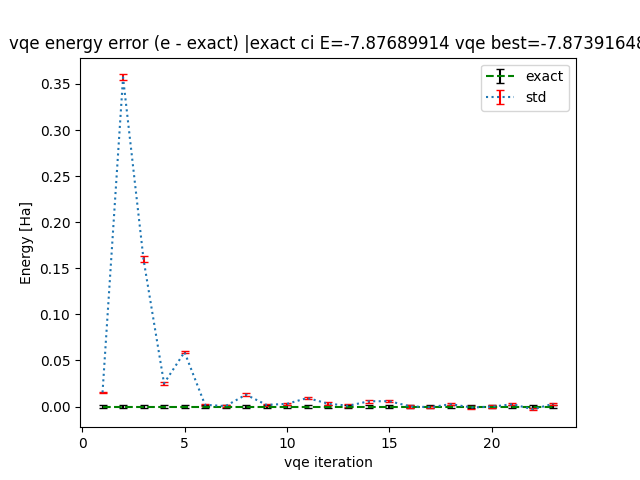 vqe energy error (e - exact) |exact ci E=-7.87689914 vqe best=-7.87391648
exact
std
Energy [Ha]
0.35
0.30
0.25
0.20
0.15
0.10
0.05
0.00
0 5 10 15 20
vqe iteration